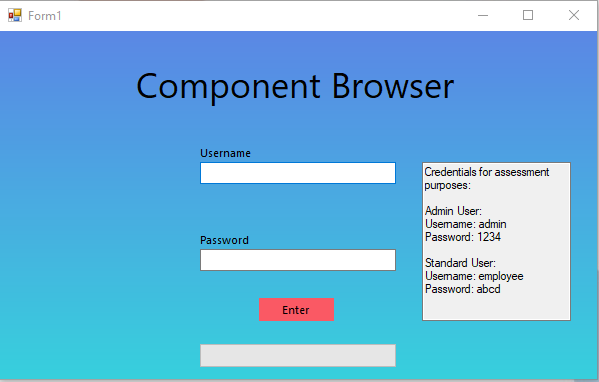 Form1
Component Browser
Username
Credentials for assessment
purposes:
Admin User:
Username: admin
Password: 1234
Standard User:
Username: employee
Password: abcd
Password
Enter